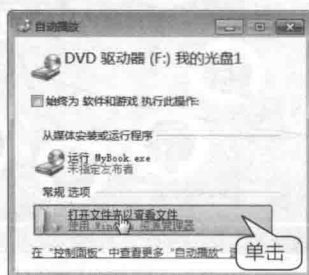 自动播放
DVD 驱动器 (F:) 我的光盘1
始终为 软件和游戏 执行此操作:
从媒体安装或运行程序
运行 MyBook.exe
未指定发布者
常规 选项
打开文件夹以查看文件
使用 Windows 资源管理器
在 "控制面板" 中查看更多 "自动播放"
单击